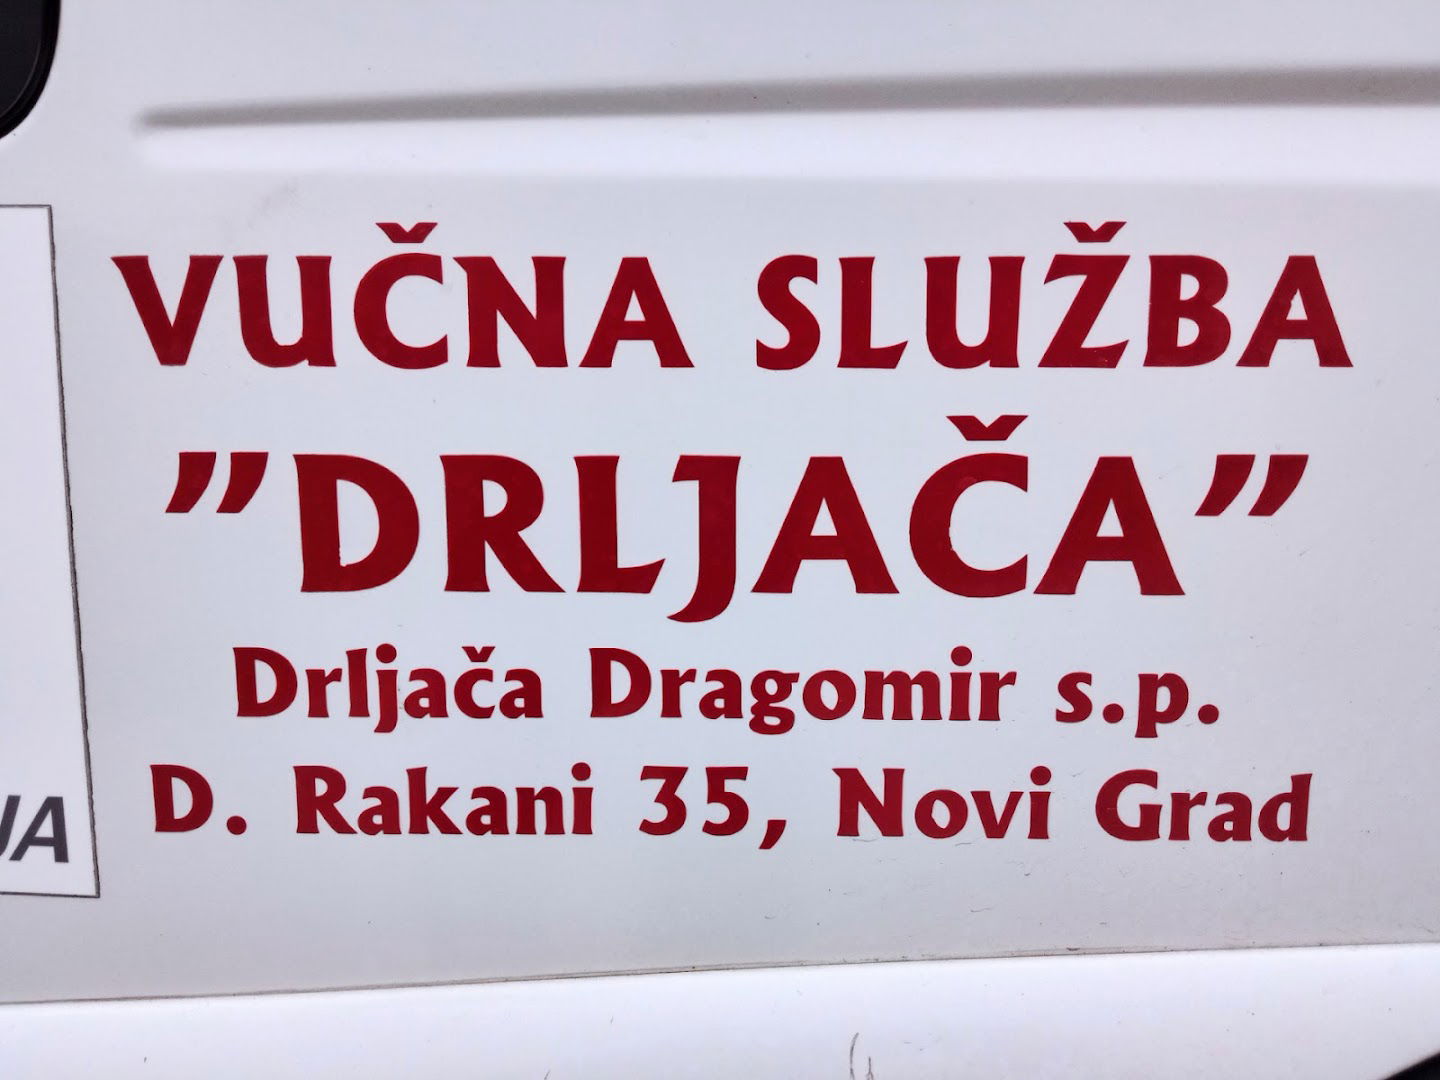 VUČNA SLUŽBA
"DRLJAČA"
Drljača Dragomir s.p.
D. Rakani 35, Novi Grad